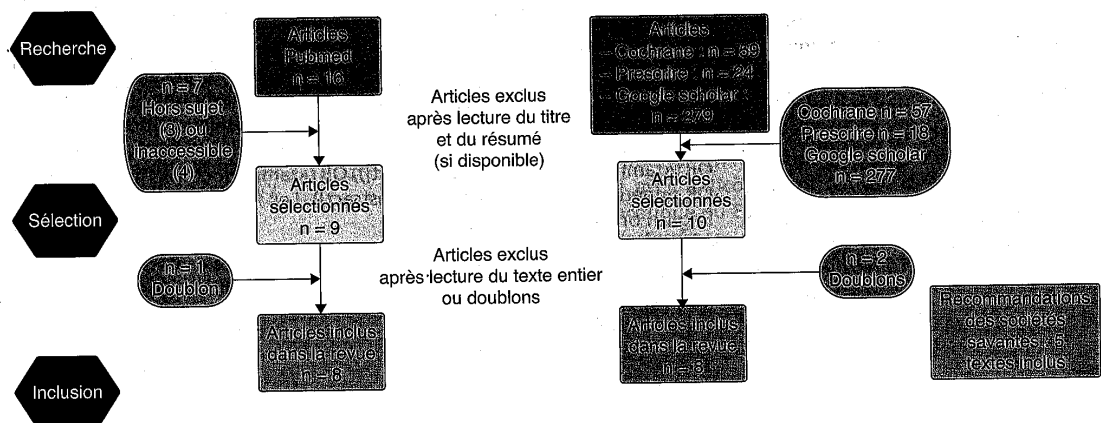 Recherche
Articles
Pubmed
n = 16
Articles
– Cochrane : n = 59
– Prescrire : n = 24
– Google scholar :
n = 279
n = 7
Hors sujet
(3) ou
inaccessible
(4)
Articles exclus
après lecture du titre
et du résumé
(si disponible)
Cochrane n = 57
Prescrire n = 18
Google scholar
n = 277
Sélection
Articles
sélectionnés
n = 9
Articles
sélectionnés
n = 10
n = 1
Doublon
Articles exclus
après lecture du texte entier
ou doublons
n = 2
Doublons
Inclusion
Articles inclus
dans la revue
n = 8
Articles inclus
dans la revue
n = 8
Recommandations
des sociétés
savantes : 5
textes inclus